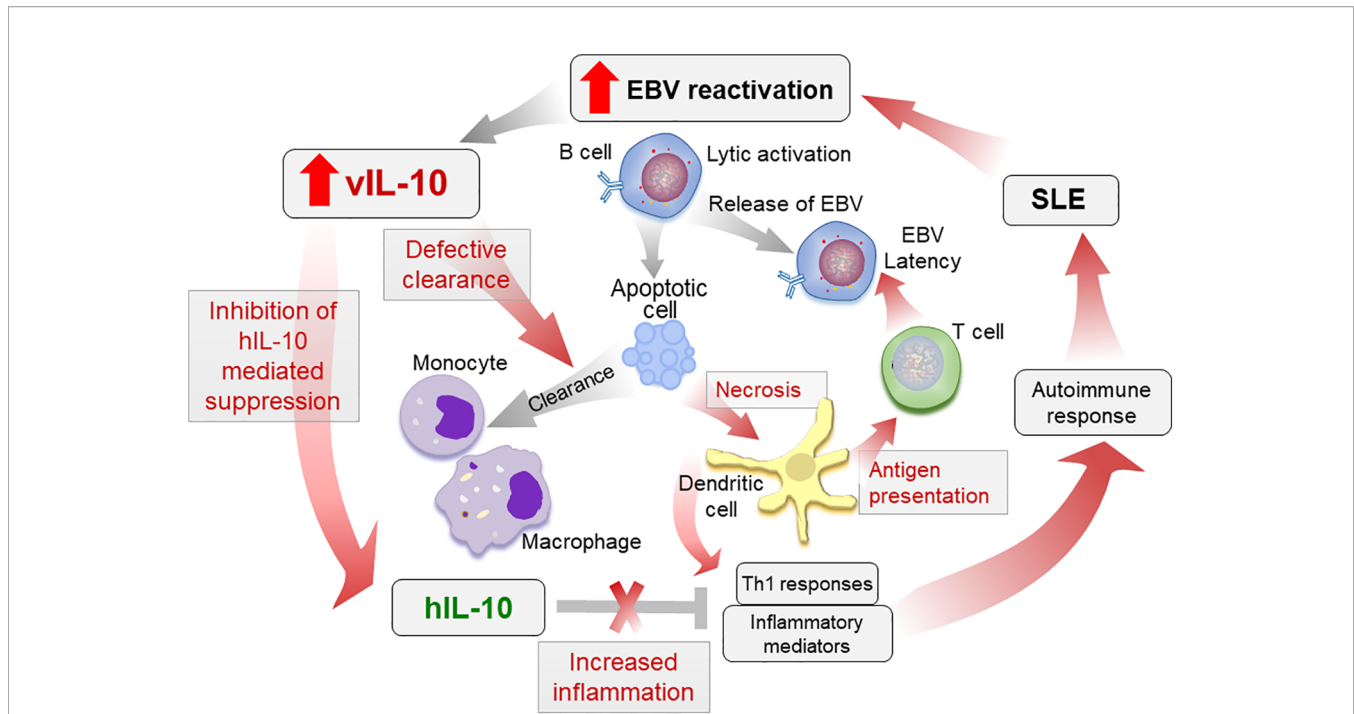 EBV reactivation
B cell
Lytic activation
vIL-10
Release of EBV
SLE
Defective
clearance
EBV
Latency
Apoptotic
cell
Inhibition of
hIL-10
mediated
suppression
T cell
Monocyte
Clearance
Necrosis
Autoimmune
response
Dendritic
cell
Antigen
presentation
Macrophage
Th1 responses
hIL-10
Inflammatory
mediators
Increased
inflammation